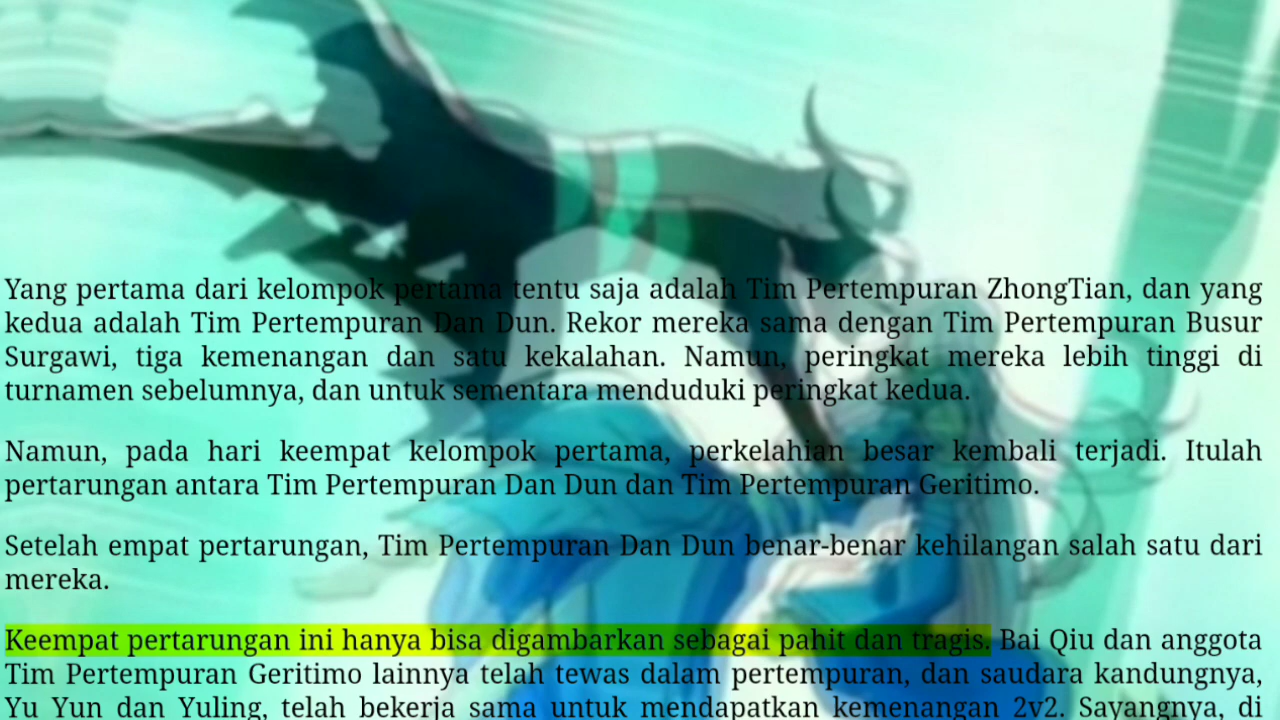 Yang pertama dari kelompok pertama tentu saja adalah Tim Pertempuran ZhongTian, dan yang
kedua adalah Tim Pertempuran Dan Dun. Rekor mereka sama dengan Tim Pertempuran Busur
Surgawi, tiga kemenangan dan satu kekalahan. Namun, peringkat mereka lebih tinggi di
turnamen sebelumnya, dan untuk sementara menduduki peringkat kedua.
Namun, pada hari keempat kelompok pertama, perkelahian besar kembali terjadi. Itulah
pertarungan antara Tim Pertempuran Dan Dun dan Tim Pertempuran Geritimo.
Setelah empat pertarungan, Tim Pertempuran Dan Dun benar-benar kehilangan salah satu dari
mereka.
Keempat pertarungan ini hanya bisa digambarkan sebagai pahit dan tragis. Bai Qiu dan anggota
Tim Pertempuran Geritimo lainnya telah tewas dalam pertempuran, dan saudara kandungnya,
Yu Yun dan Yuling, telah bekerja sama untuk mendapatkan kemenangan 2v2. Sayangnya, di